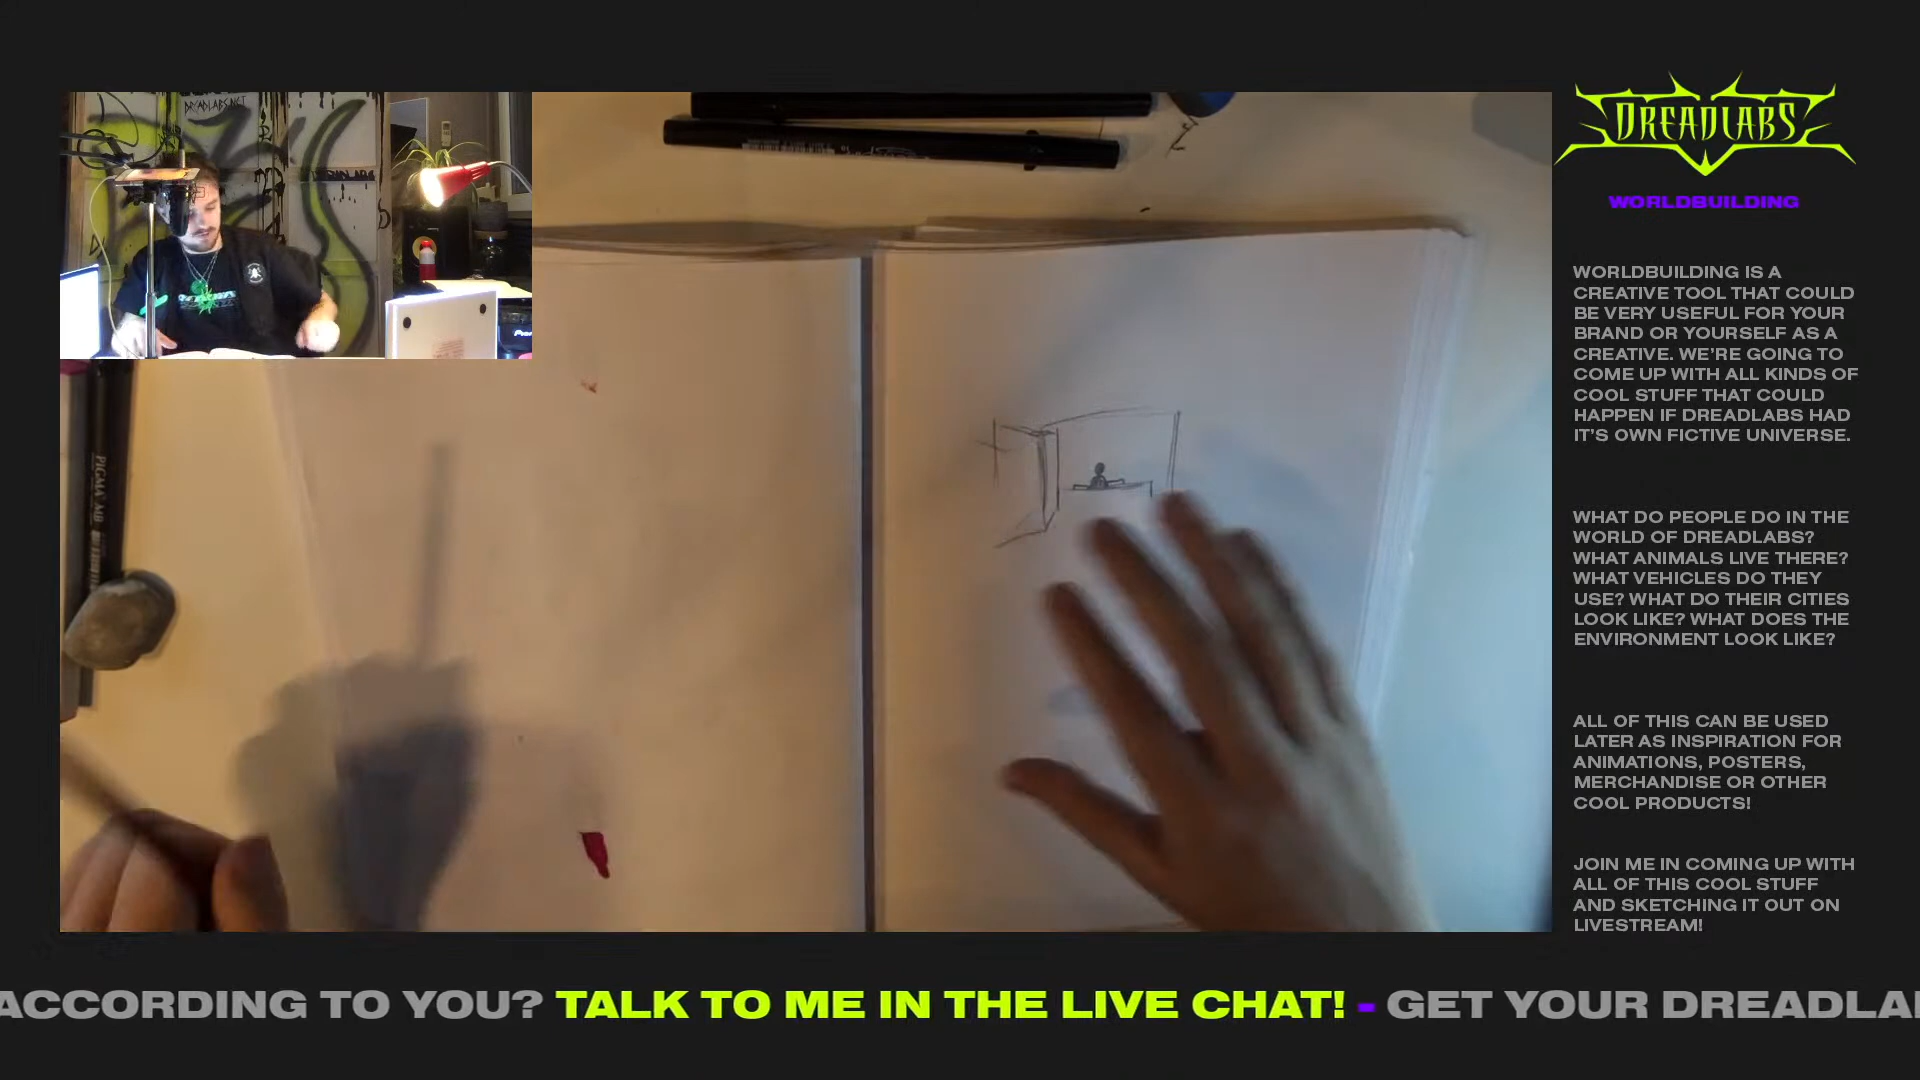 DREADLABS.NET
DREADLABS
WORLDBUILDING
WORLDBUILDING IS A
CREATIVE TOOL THAT COULD
BE VERY USEFUL FOR YOUR
BRAND OR YOURSELF AS A
CREATIVE. WE'RE GOING TO
COME UP WITH ALL KINDS OF
COOL STUFF THAT COULD
HAPPEN IF DREADLABS HAD
IT'S OWN FICTIVE UNIVERSE.
WHAT DO PEOPLE DO IN THE
WORLD OF DREADLABS?
WHAT ANIMALS LIVE THERE?
WHAT VEHICLES DO THEY
USE? WHAT DO THEIR CITIES
LOOK LIKE? WHAT DOES THE
ENVIRONMENT LOOK LIKE?
ALL OF THIS CAN BE USED
LATER AS INSPIRATION FOR
ANIMATIONS, POSTERS,
MERCHANDISE OR OTHER
COOL PRODUCTS!
JOIN ME IN COMING UP WITH
ALL OF THIS COOL STUFF
AND SKETCHING IT OUT ON
LIVESTREAM!
PIGMA MB
ACCORDING TO YOU? TALK TO ME IN THE LIVE CHAT! - GET YOUR DREADLA